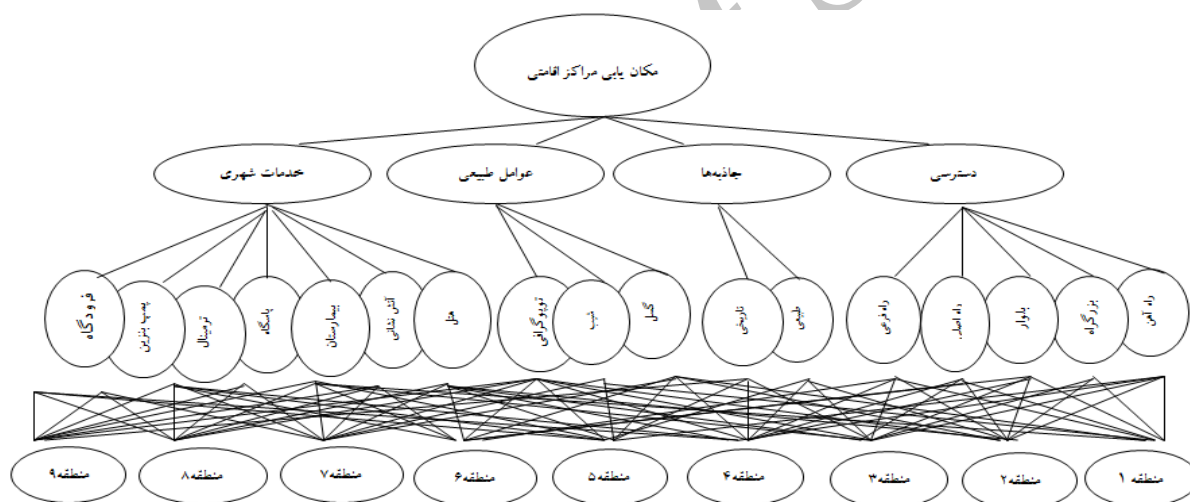 مکان یابی مراکز اقامتی
دسترسی
جاذبه‌ها
عوامل طبیعی
خدمات شهری
راه آهن
بزرگراه
بلوار
راه اصلی
راه فرعی
طبیعی
تاریخی
گسل
شیب
توپوگرافی
هتل
آتش نشانی
بیمارستان
پاسگاه
ترمینال
پمپ بنزین
فرودگاه
منطقه ۱
منطقه۲
منطقه۳
منطقه۴
منطقه۵
منطقه۶
منطقه۷
منطقه۸
منطقه۹